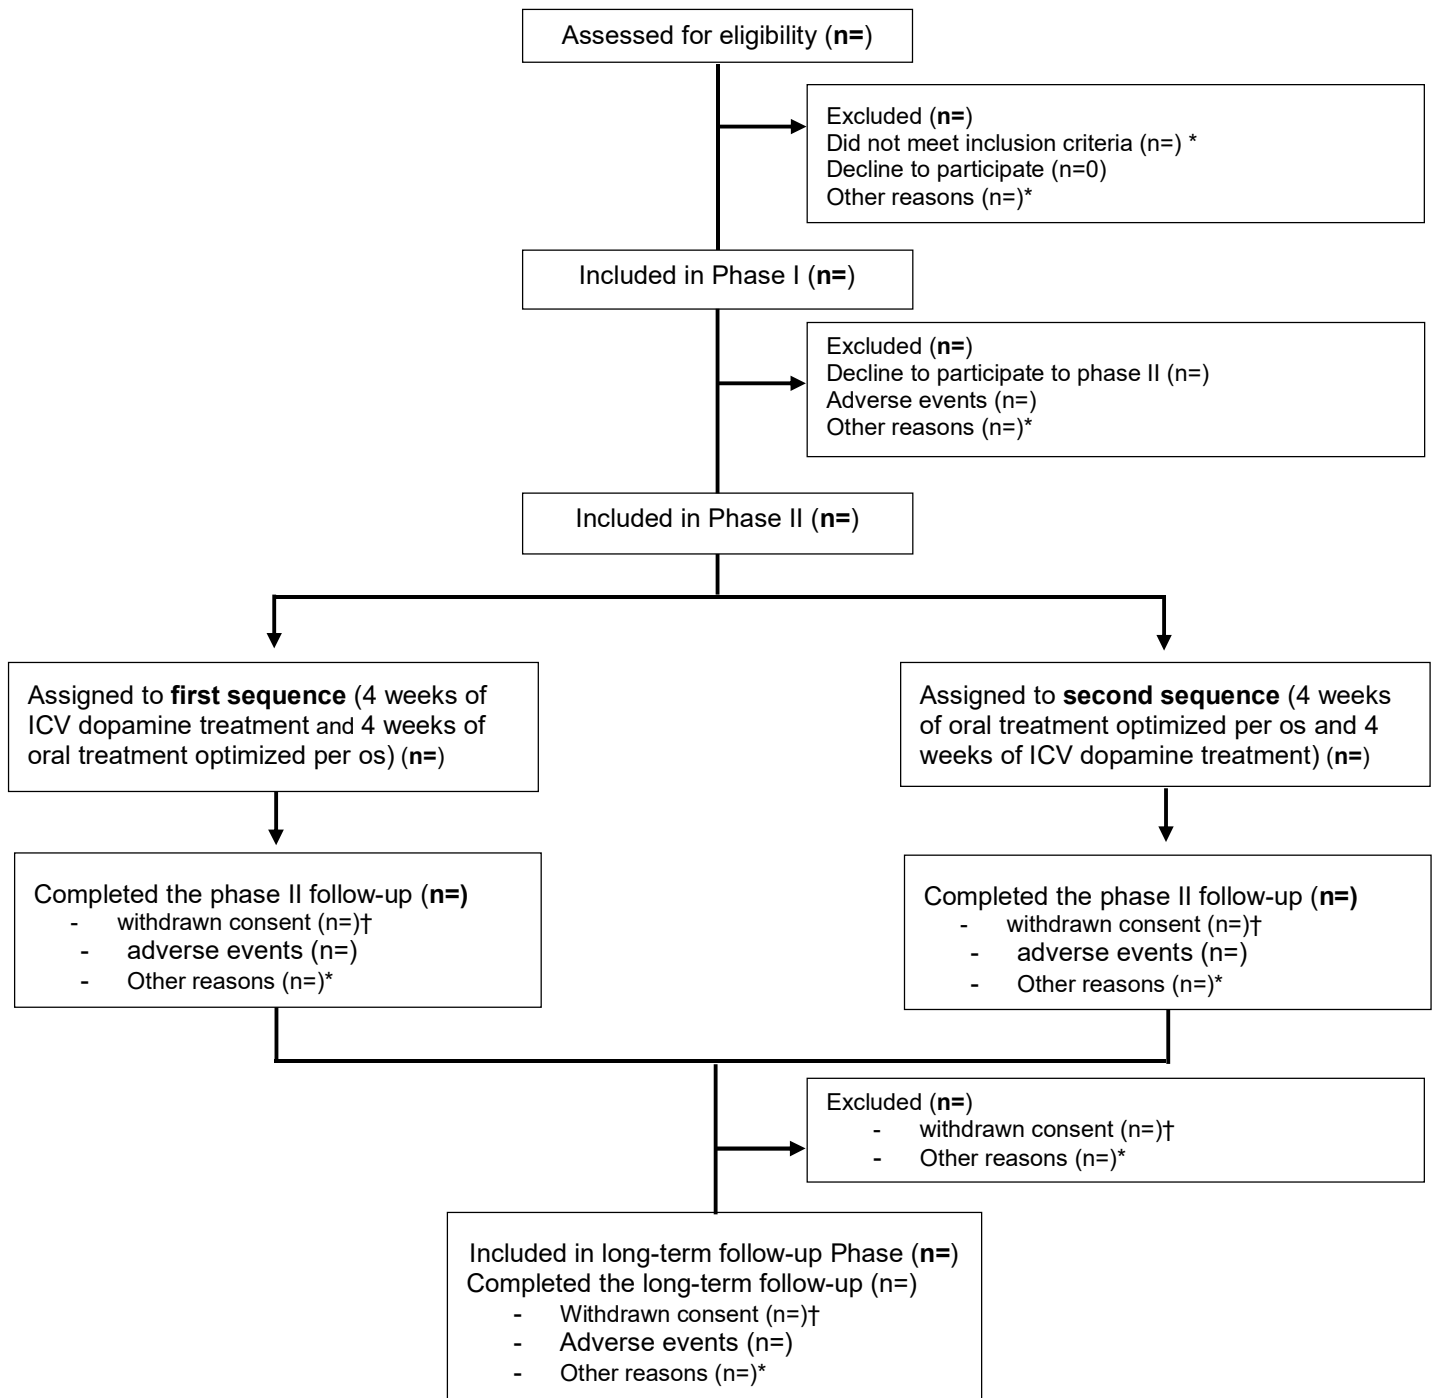 Assessed for eligibility (n=)
Excluded (n=)
Did not meet inclusion criteria (n=) *
Decline to participate (n=0)
Other reasons (n=)*
Included in Phase I (n=)
Excluded (n=)
Decline to participate to phase II (n=)
Adverse events (n=)
Other reasons (n=)*
Included in Phase II (n=)
Assigned to first sequence (4 weeks of
ICV dopamine treatment and 4 weeks of
oral treatment optimized per os) (n=)
Assigned to second sequence (4 weeks
of oral treatment optimized per os and 4
weeks of ICV dopamine treatment) (n=)
Completed the phase II follow-up (n=)
- withdrawn consent (n=)†
- adverse events (n=)
- Other reasons (n=)*
Completed the phase II follow-up (n=)
- withdrawn consent (n=)†
- adverse events (n=)
- Other reasons (n=)*
Excluded (n=)
- withdrawn consent (n=)†
- Other reasons (n=)*
Included in long-term follow-up Phase (n=)
Completed the long-term follow-up (n=)
- Withdrawn consent (n=)†
- Adverse events (n=)
- Other reasons (n=)*